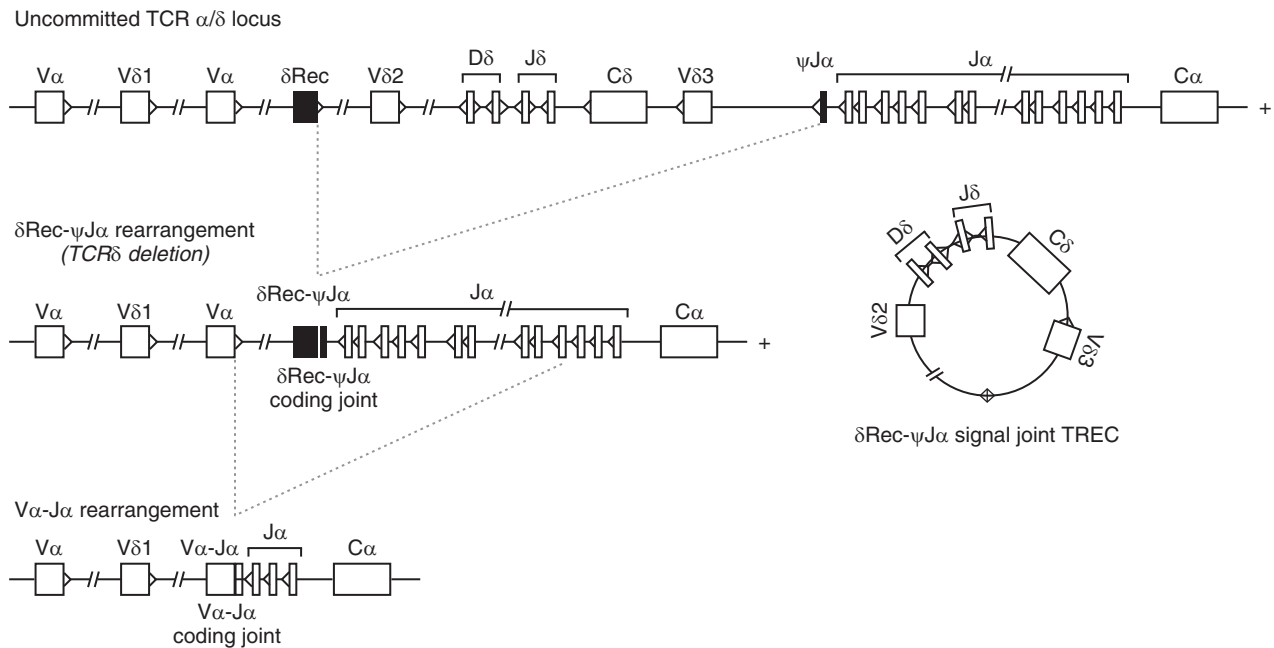 Uncommitted TCR α/δ locus
Dδ Jδ
Vα Vδ1 Vα δRec Vδ2 Cδ Vδ3 ψJα Jα Cα
+
δRec-ψJα rearrangement
(TCRδ deletion)
δRec-ψJα Jα Cα
Vα Vδ1 Vα
+
δRec-ψJα
coding joint
Jδ
Dδ
Cδ
Vδ2
Vδ3
δRec-ψJα signal joint TREC
Vα-Jα rearrangement
Jα
Vα Vδ1 Vα-Jα Cα
Vα-Jα
coding joint